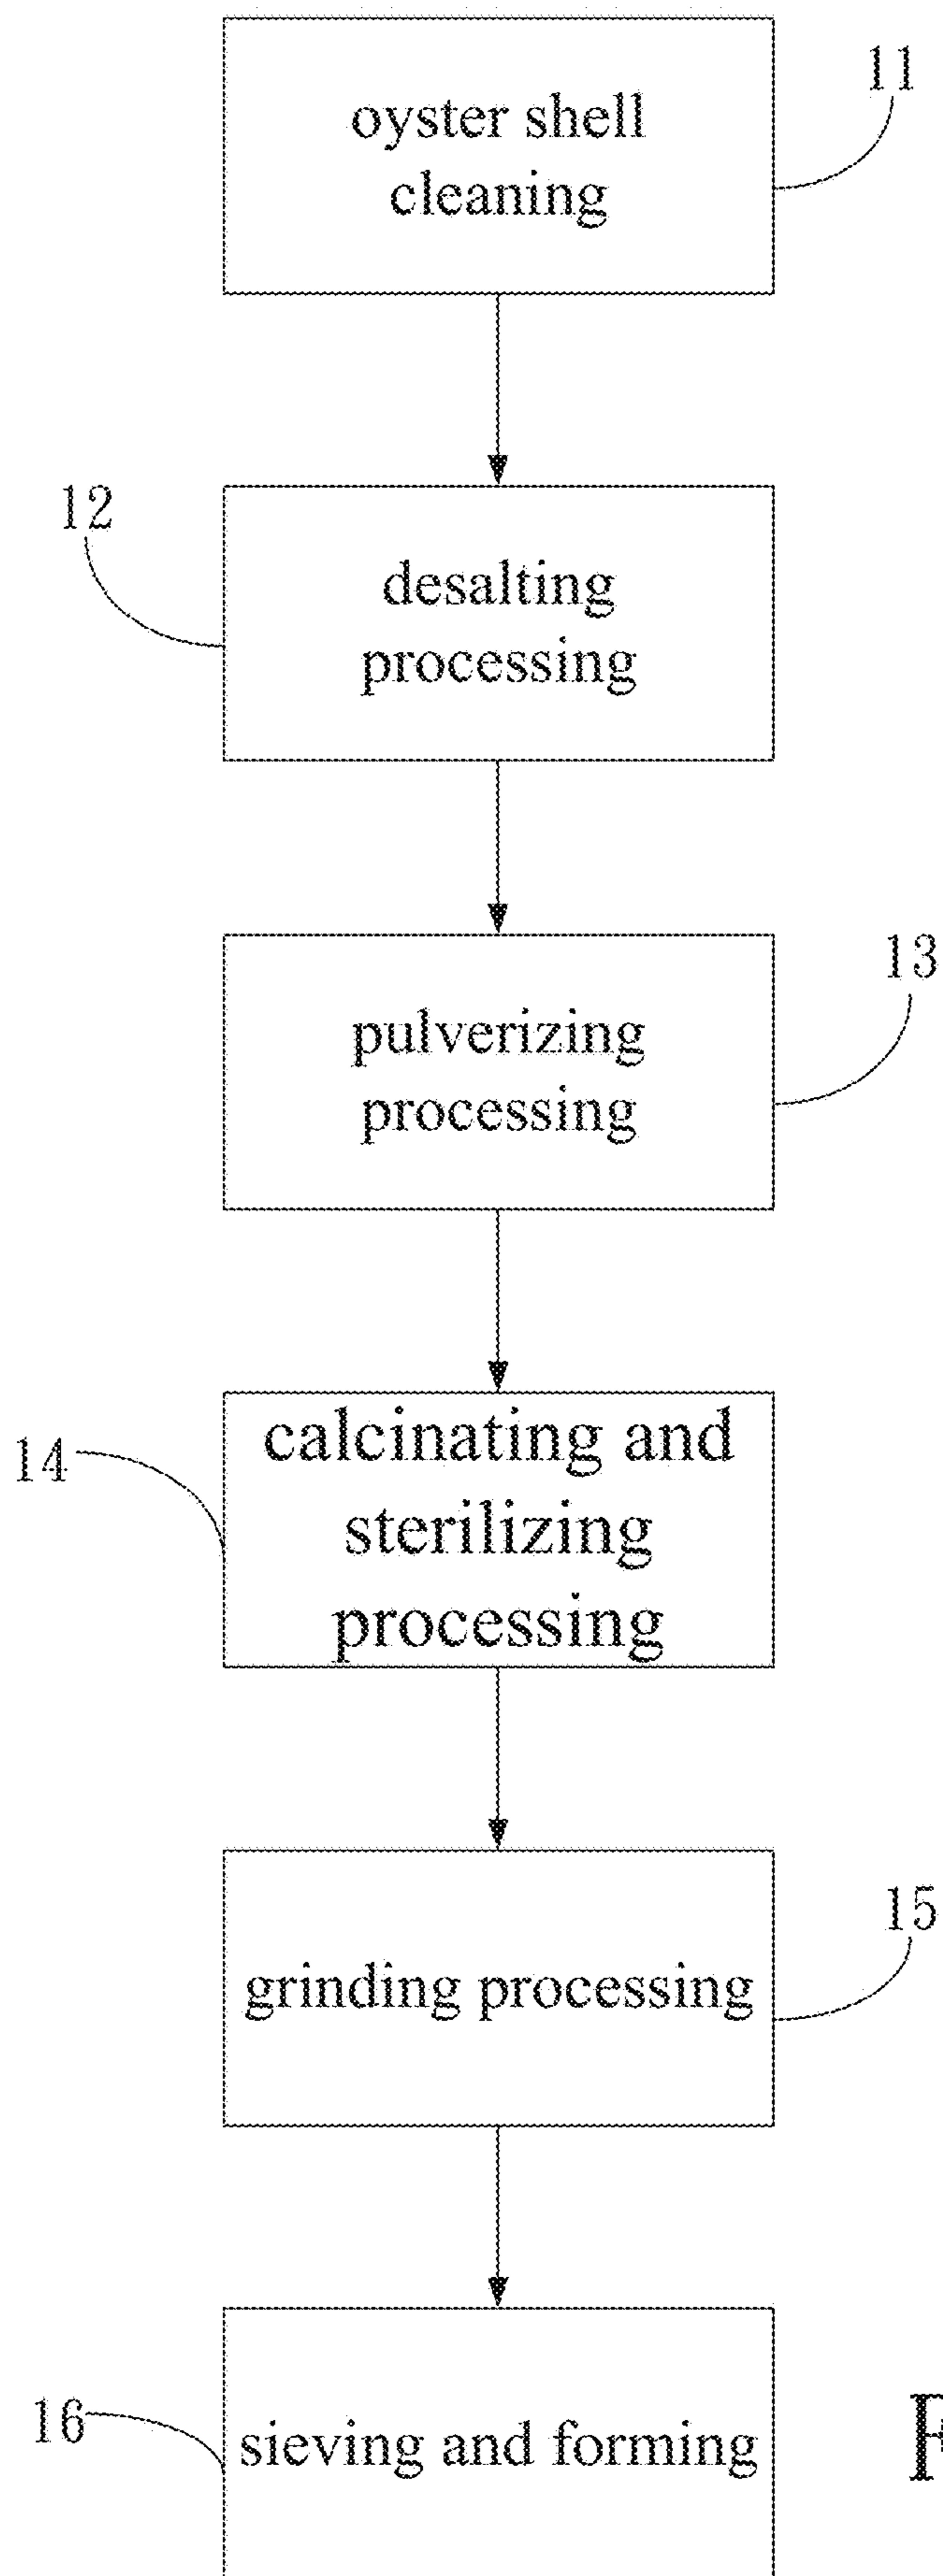 oyster shell
cleaning
11
12
desalting
processing
pulverizing
processing
13
14
calcinating and
sterilizing
processing
grinding processing
15
16
sieving and forming